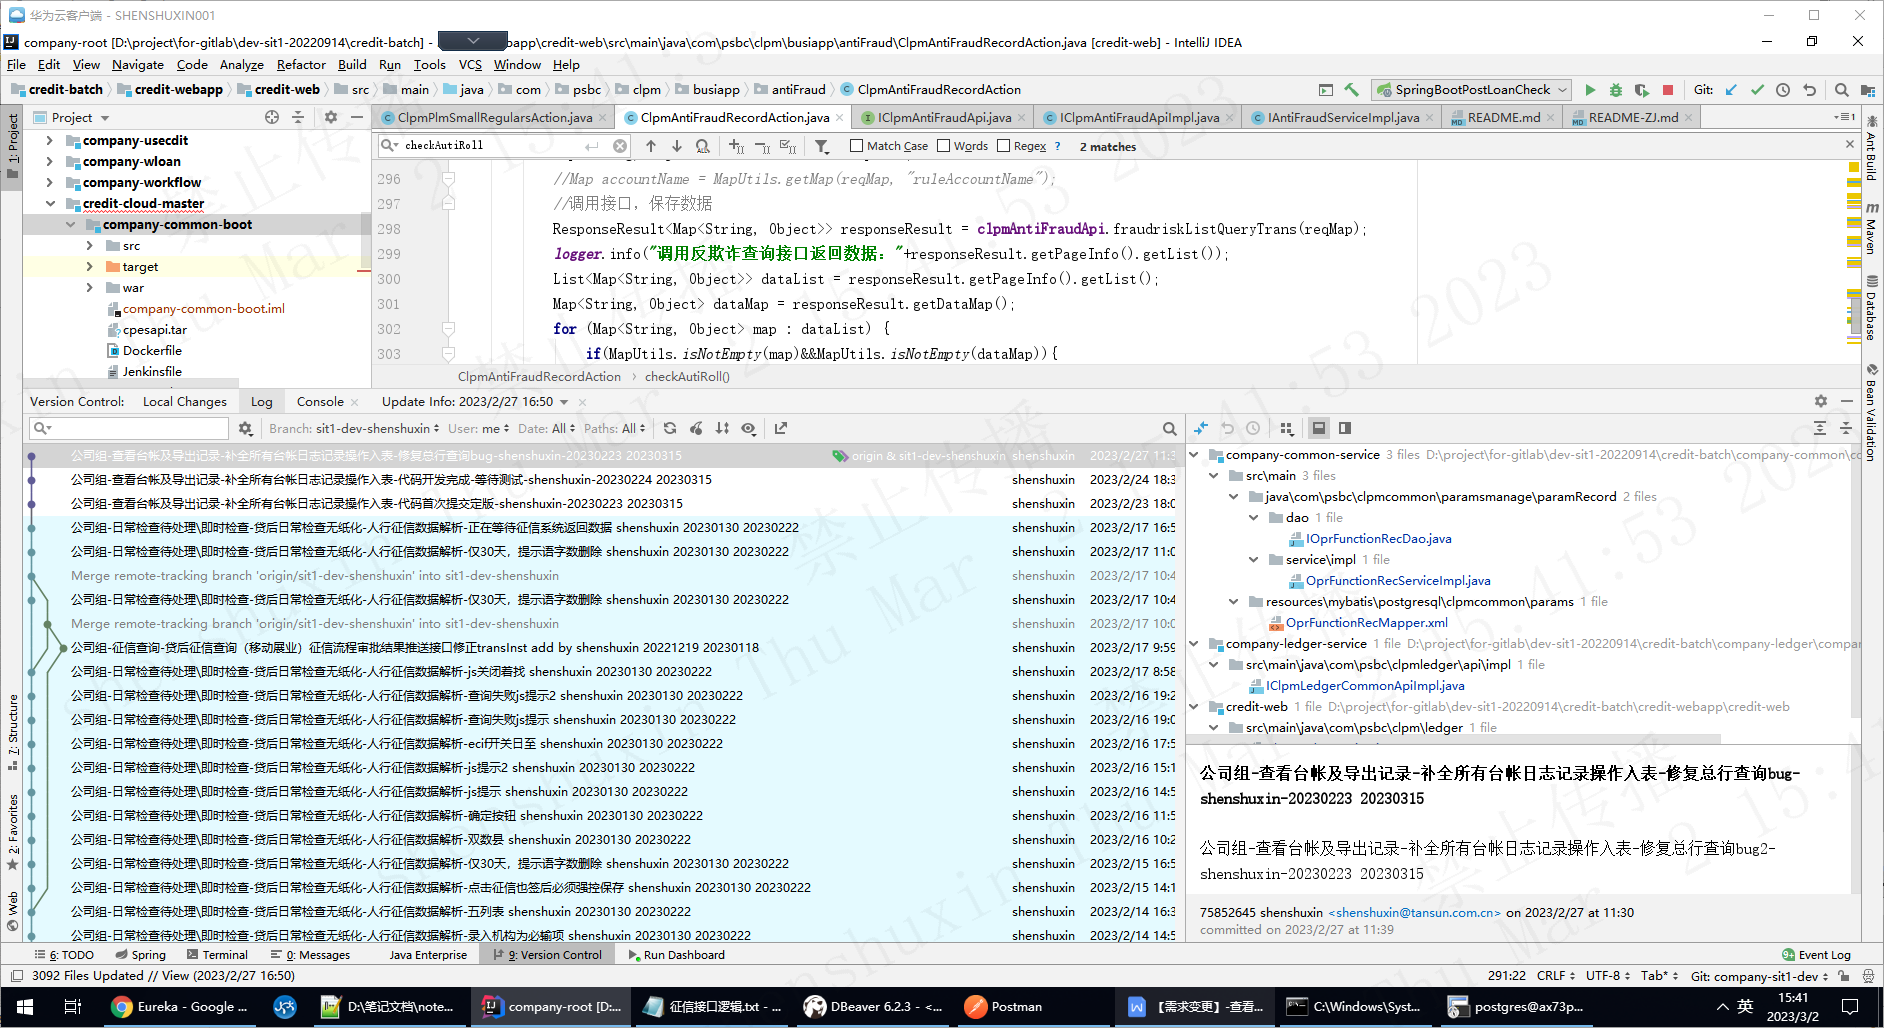 华为云客户端 - SHENSHUXIN001
company-root [D:\project\for-gitlab\dev-sit1-20220914\credit-batch] - bapp\credit-web\src\main\java\com\psbc\clpm\busiapp\antiFraud\ClpmAntiFraudRecordAction.java [credit-web] - IntelliJ IDEA
File Edit View Navigate Code Analyze Refactor Build Run Tools VCS Window Help
credit-batch credit-webapp credit-web src main java com psbc clpm busiapp antiFraud ClpmAntiFraudRecordAction SpringBootPostLoanCheck Git:
Project ClpmPlmSmallRegularsAction.java ClpmAntiFraudRecordAction.java IClpmAntiFraudApi.java IClpmAntiFraudApiImpl.java IAntiFraudServiceImpl.java README.md README-ZJ.md
checkAutiRoll Match Case Words Regex ? 2 matches
company-usecdit
company-wloan
company-workflow
credit-cloud-master
company-common-boot
src
target
war
company-common-boot.iml
cpesapi.tar
Dockerfile
Jenkinsfile
296 //Map accountName = MapUtils.getMap(reqMap, "ruleAccountName");
297 //调用接口，保存数据
298 ResponseResult<Map<String, Object>> responseResult = clpmAntiFraudApi.fraudriskListQueryTrans(reqMap);
299 logger.info("调用反欺诈查询接口返回数据："+responseResult.getPageInfo().getList());
300 List<Map<String, Object>> dataList = responseResult.getPageInfo().getList();
301 Map<String, Object> dataMap = responseResult.getDataMap();
302 for (Map<String, Object> map : dataList) {
303 if(MapUtils.isNotEmpty(map)&&MapUtils.isNotEmpty(dataMap)){
ClpmAntiFraudRecordAction checkAutiRoll()
1: Project
7: Structure
2: Favorites
Web
Ant Build
Maven
Database
Bean Validation
Version Control: Local Changes Log Console Update Info: 2023/2/27 16:50
Branch: sit1-dev-shenshuxin User: me Date: All Paths: All
公司组-查看台帐及导出记录-补全所有台帐日志记录操作入表-修复总行查询bug-shenshuxin-20230223 20230315 origin & sit1-dev-shenshuxin shenshuxin 2023/2/27 11:3
公司组-查看台帐及导出记录-补全所有台帐日志记录操作入表-代码开发完成-等待测试-shenshuxin-20230224 20230315 shenshuxin 2023/2/24 18:3
公司组-查看台帐及导出记录-补全所有台帐日志记录操作入表-代码首次提交定版-shenshuxin-20230223 20230315 shenshuxin 2023/2/23 18:0
公司组-日常检查待处理\即时检查-贷后日常检查无纸化-人行征信数据解析-正在等待征信系统返回数据 shenshuxin 20230130 20230222 shenshuxin 2023/2/17 16:5
公司组-日常检查待处理\即时检查-贷后日常检查无纸化-人行征信数据解析-仅30天，提示语字数删除 shenshuxin 20230130 20230222 shenshuxin 2023/2/17 11:0
Merge remote-tracking branch 'origin/sit1-dev-shenshuxin' into sit1-dev-shenshuxin shenshuxin 2023/2/17 10:4
公司组-日常检查待处理\即时检查-贷后日常检查无纸化-人行征信数据解析-仅30天，提示语字数删除 shenshuxin 20230130 20230222 shenshuxin 2023/2/17 10:4
Merge remote-tracking branch 'origin/sit1-dev-shenshuxin' into sit1-dev-shenshuxin shenshuxin 2023/2/17 10:0
公司组-征信查询-贷后征信查询（移动展业）征信流程审批结果推送接口修正transInst add by shenshuxin 20221219 20230118 shenshuxin 2023/2/17 9:59
公司组-日常检查待处理\即时检查-贷后日常检查无纸化-人行征信数据解析-js关闭着找 shenshuxin 20230130 20230222 shenshuxin 2023/2/17 8:58
公司组-日常检查待处理\即时检查-贷后日常检查无纸化-人行征信数据解析-查询失败js提示2 shenshuxin 20230130 20230222 shenshuxin 2023/2/16 19:2
公司组-日常检查待处理\即时检查-贷后日常检查无纸化-人行征信数据解析-查询失败js提示 shenshuxin 20230130 20230222 shenshuxin 2023/2/16 19:0
公司组-日常检查待处理\即时检查-贷后日常检查无纸化-人行征信数据解析-ecif开关日至 shenshuxin 20230130 20230222 shenshuxin 2023/2/16 17:5
公司组-日常检查待处理\即时检查-贷后日常检查无纸化-人行征信数据解析-js提示2 shenshuxin 20230130 20230222 shenshuxin 2023/2/16 15:1
公司组-日常检查待处理\即时检查-贷后日常检查无纸化-人行征信数据解析-js提示 shenshuxin 20230130 20230222 shenshuxin 2023/2/16 14:5
公司组-日常检查待处理\即时检查-贷后日常检查无纸化-人行征信数据解析-确定按钮 shenshuxin 20230130 20230222 shenshuxin 2023/2/16 11:5
公司组-日常检查待处理\即时检查-贷后日常检查无纸化-人行征信数据解析-双数县 shenshuxin 20230130 20230222 shenshuxin 2023/2/16 10:2
公司组-日常检查待处理\即时检查-贷后日常检查无纸化-人行征信数据解析-仅30天，提示语字数删除 shenshuxin 20230130 20230222 shenshuxin 2023/2/15 16:5
公司组-日常检查待处理\即时检查-贷后日常检查无纸化-人行征信数据解析-点击征信也签后必须强控保存 shenshuxin 20230130 20230222 shenshuxin 2023/2/15 14:1
公司组-日常检查待处理\即时检查-贷后日常检查无纸化-人行征信数据解析-五列表 shenshuxin 20230130 20230222 shenshuxin 2023/2/14 16:3
公司组-日常检查待处理\即时检查-贷后日常检查无纸化-人行征信数据解析-录入机构为必输项 shenshuxin 20230130 20230222 shenshuxin 2023/2/14 14:5
company-common-service 3 files D:\project\for-gitlab\dev-sit1-20220914\credit-batch\company-common\co
src\main 3 files
java\com\psbc\clpmcommon\paramsmanage\paramRecord 2 files
dao 1 file
IOprFunctionRecDao.java
service\impl 1 file
OprFunctionRecServiceImpl.java
resources\mybatis\postgresql\clpmcommon\params 1 file
OprFunctionRecMapper.xml
company-ledger-service 1 file D:\project\for-gitlab\dev-sit1-20220914\credit-batch\company-ledger\compar
src\main\java\com\psbc\clpmledger\api\impl 1 file
IClpmLedgerCommonApiImpl.java
credit-web 1 file D:\project\for-gitlab\dev-sit1-20220914\credit-batch\credit-webapp\credit-web
src\main\java\com\psbc\clpm\ledger 1 file
公司组-查看台帐及导出记录-补全所有台帐日志记录操作入表-修复总行查询bug-
shenshuxin-20230223 20230315
公司组-查看台帐及导出记录-补全所有台帐日志记录操作入表-修复总行查询bug2-
shenshuxin-20230223 20230315
75852645 shenshuxin <shenshuxin@tansun.com.cn> on 2023/2/27 at 11:30
committed on 2023/2/27 at 11:39
6: TODO Spring Terminal 0: Messages Java Enterprise 9: Version Control Run Dashboard Event Log
3092 Files Updated // View (2023/2/27 16:50) 291:22 CRLF UTF-8 Tab* Git: company-sit1-dev
Eureka - Google ... D:\笔记文档\note... company-root [D:... 征信接口逻辑.txt - ... DBeaver 6.2.3 - <... Postman 【需求变更】-查看... C:\Windows\Syst... postgres@ax73p... 英 15:41
2023/3/2